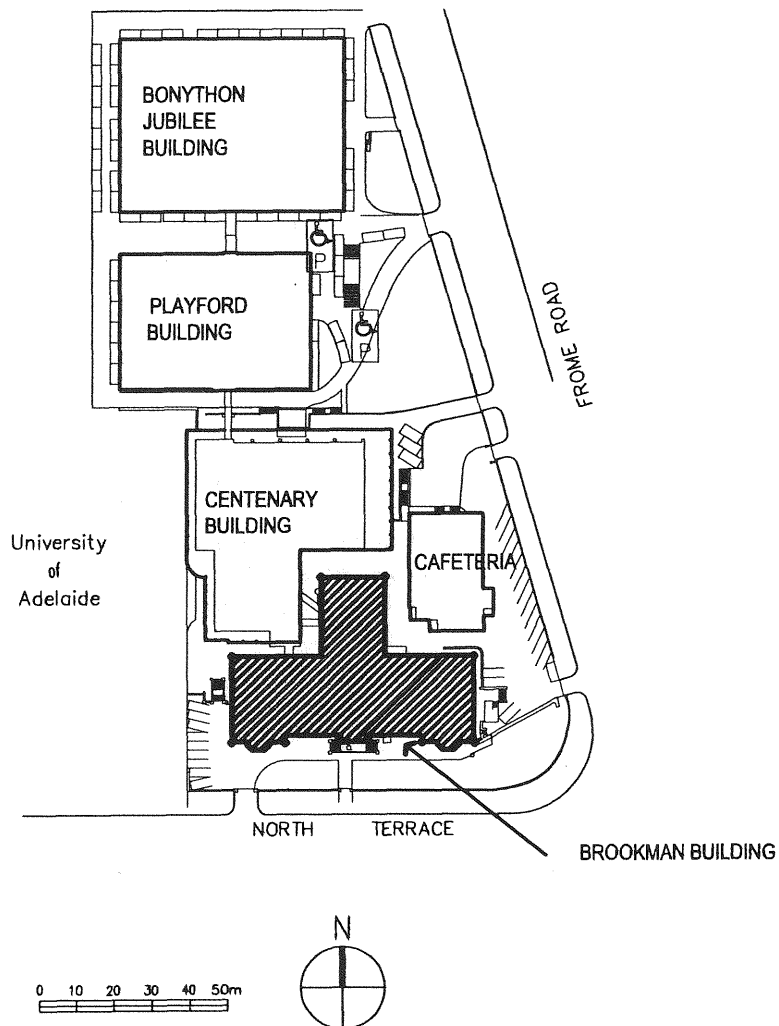 BONYTHON
JUBILEE
BUILDING
P
PLAYFORD
BUILDING
P
FROME ROAD
CENTENARY
BUILDING
CAFETERIA
University
of
Adelaide
NORTH TERRACE
BROOKMAN BUILDING
N
0 10 20 30 40 50m